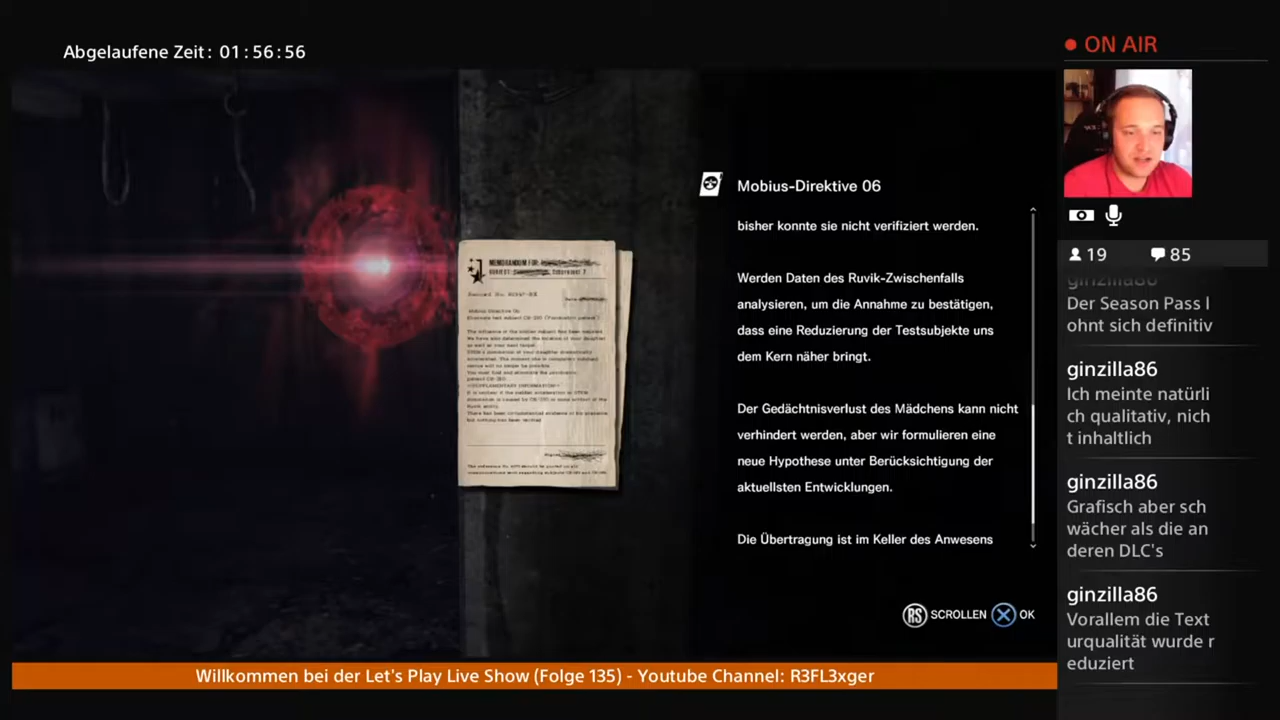 Abgelaufene Zeit: 01:56:56
ON AIR
19
85
ginzilla86
Der Season Pass l
ohnt sich definitiv
ginzilla86
Ich meinte natürli
ch qualitativ, nich
t inhaltlich
ginzilla86
Grafisch aber sch
wächer als die an
deren DLC's
ginzilla86
Vorallem die Text
urqualität wurde r
eduziert
MEMORANDUM FOR:
Mobius-Direktive 06
bisher konnte sie nicht verifiziert werden.
Werden Daten des Ruvik-Zwischenfalls
analysieren, um die Annahme zu bestätigen,
dass eine Reduzierung der Testsubjekte uns
dem Kern näher bringt.
Der Gedächtnisverlust des Mädchens kann nicht
verhindert werden, aber wir formulieren eine
neue Hypothese unter Berücksichtigung der
aktuellsten Entwicklungen.
Die Übertragung ist im Keller des Anwesens
RS SCROLLEN OK
Willkommen bei der Let's Play Live Show (Folge 135) - Youtube Channel: R3FL3xger